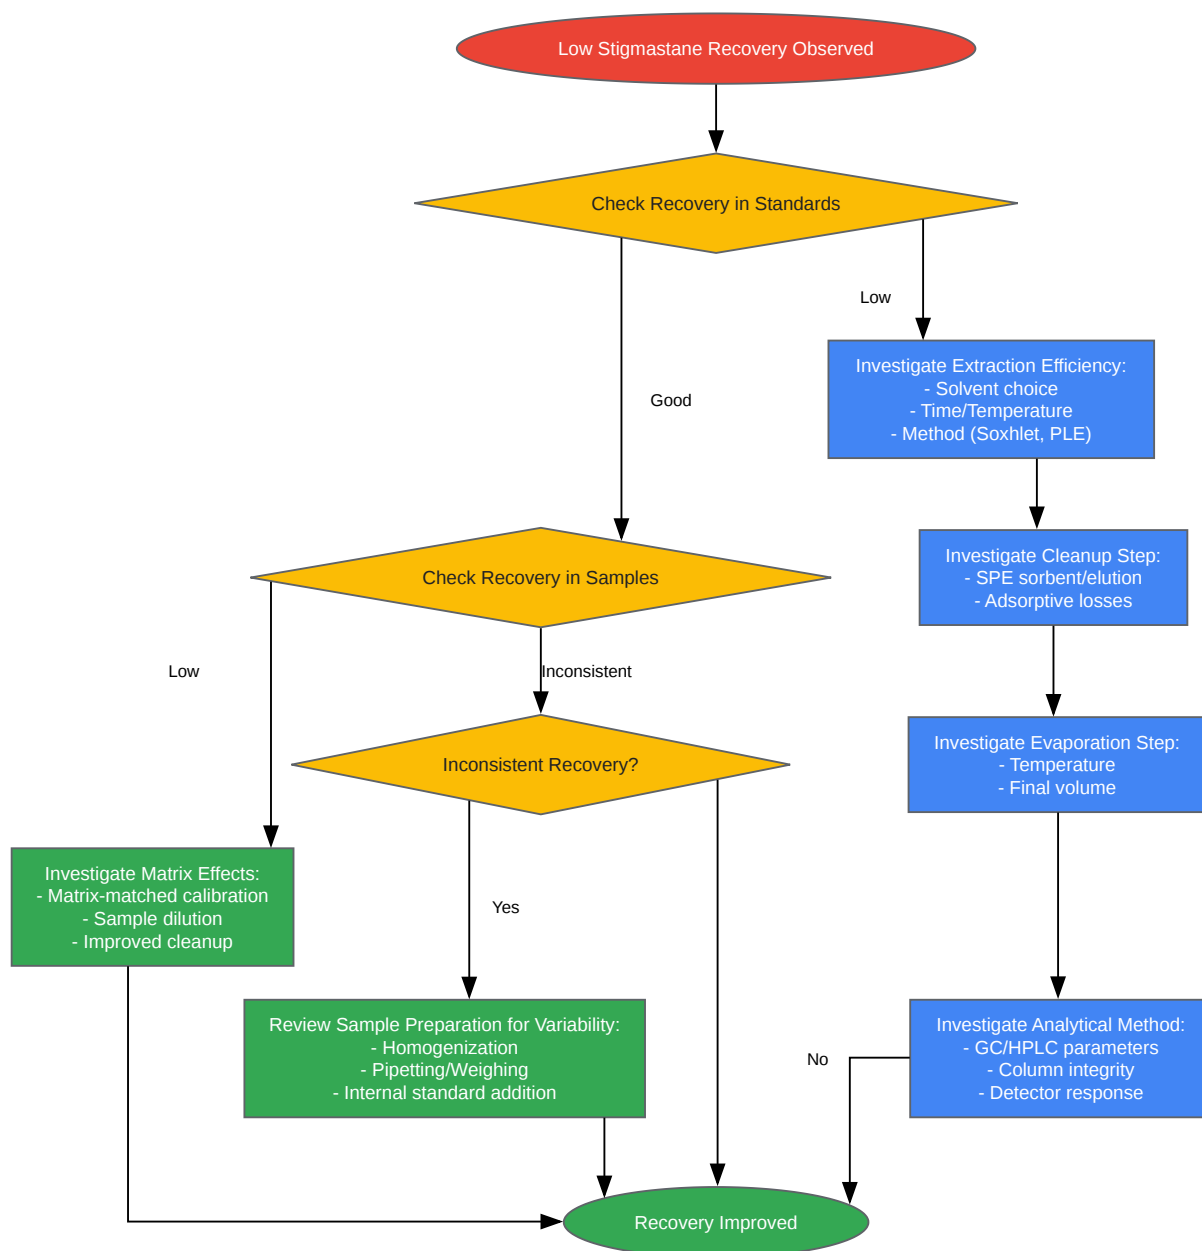 Low Stigmastane Recovery Observed
Check Recovery in Standards
Low
Investigate Extraction Efficiency:
- Solvent choice
- Time/Temperature
- Method (Soxhlet, PLE)
Good
Investigate Cleanup Step:
- SPE sorbent/elution
- Adsorptive losses
Check Recovery in Samples
Low
Inconsistent
Investigate Evaporation Step:
- Temperature
- Final volume
Inconsistent Recovery?
Investigate Matrix Effects:
- Matrix-matched calibration
- Sample dilution
- Improved cleanup
Yes
Review Sample Preparation for Variability:
- Homogenization
- Pipetting/Weighing
- Internal standard addition
No
Investigate Analytical Method:
- GC/HPLC parameters
- Column integrity
- Detector response
Recovery Improved